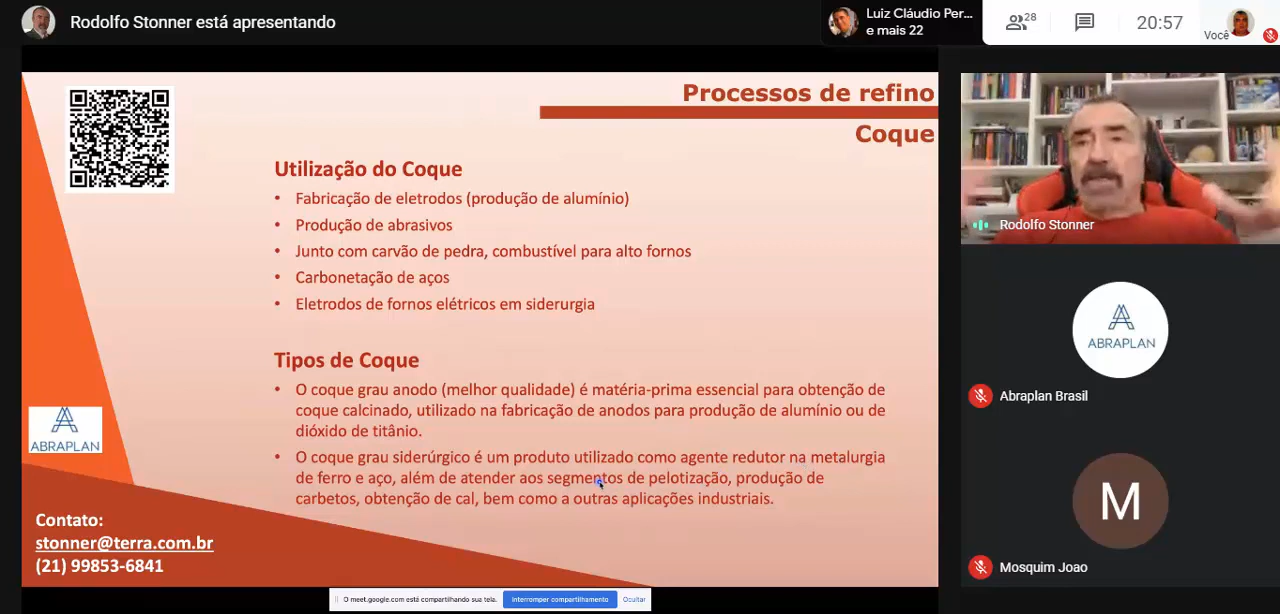 Rodolfo Stonner está apresentando
Luiz Cláudio Per...
e mais 22
28
20:57
Você
Processos de refino
Coque
Utilização do Coque
• Fabricação de eletrodos (produção de alumínio)
• Produção de abrasivos
• Junto com carvão de pedra, combustível para alto fornos
• Carbonetação de aços
• Eletrodos de fornos elétricos em siderurgia
Tipos de Coque
• O coque grau anodo (melhor qualidade) é matéria-prima essencial para obtenção de
coque calcinado, utilizado na fabricação de anodos para produção de alumínio ou de
dióxido de titânio.
• O coque grau siderúrgico é um produto utilizado como agente redutor na metalurgia
de ferro e aço, além de atender aos segmentos de pelotização, produção de
carbetos, obtenção de cal, bem como a outras aplicações industriais.
ABRAPLAN
Contato:
stonner@terra.com.br
(21) 99853-6841
Rodolfo Stonner
ABRAPLAN
Abraplan Brasil
M
Mosquim Joao
O meet.google.com está compartilhando sua tela.
Interromper compartilhamento
Ocultar